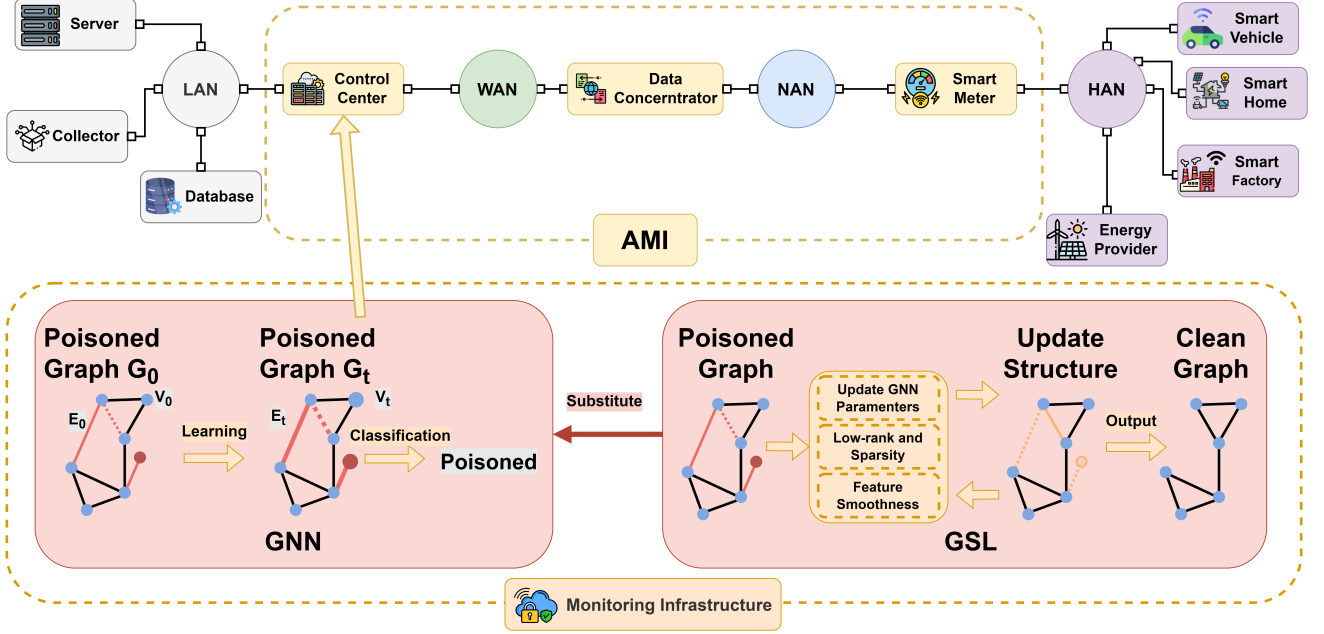 Server
Collector
Database
LAN
Control
Center
WAN
Data
Concerntrator
NAN
Smart
Meter
HAN
Smart
Vehicle
Smart
Home
Smart
Factory
Energy
Provider
AMI
Poisoned
Graph G0
V0
E0
Learning
Poisoned
Graph Gt
Vt
Et
Classification
Poisoned
GNN
Substitute
Poisoned
Graph
Update GNN
Paramenters
Low-rank and
Sparsity
Feature
Smoothness
Update
Structure
Output
Clean
Graph
GSL
Monitoring Infrastructure